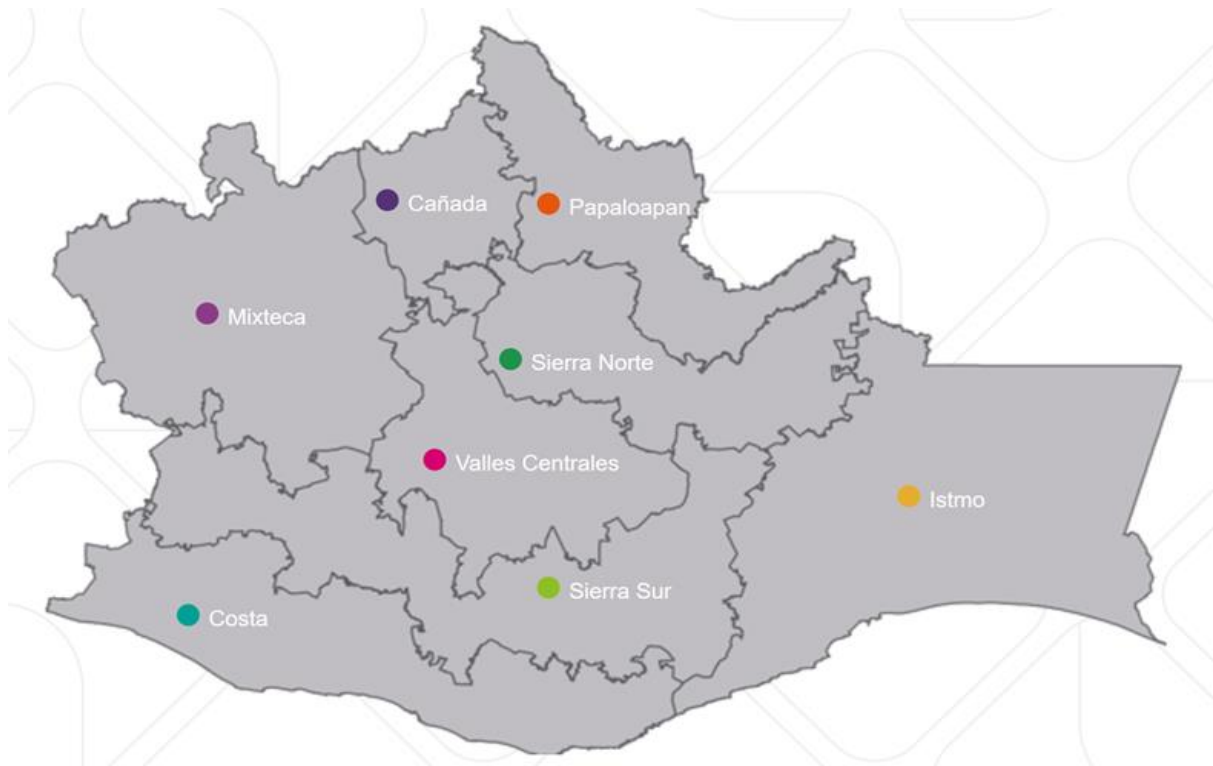 Cañada
Papaloapan
Mixteca
Sierra Norte
Valles Centrales
Istmo
Sierra Sur
Costa